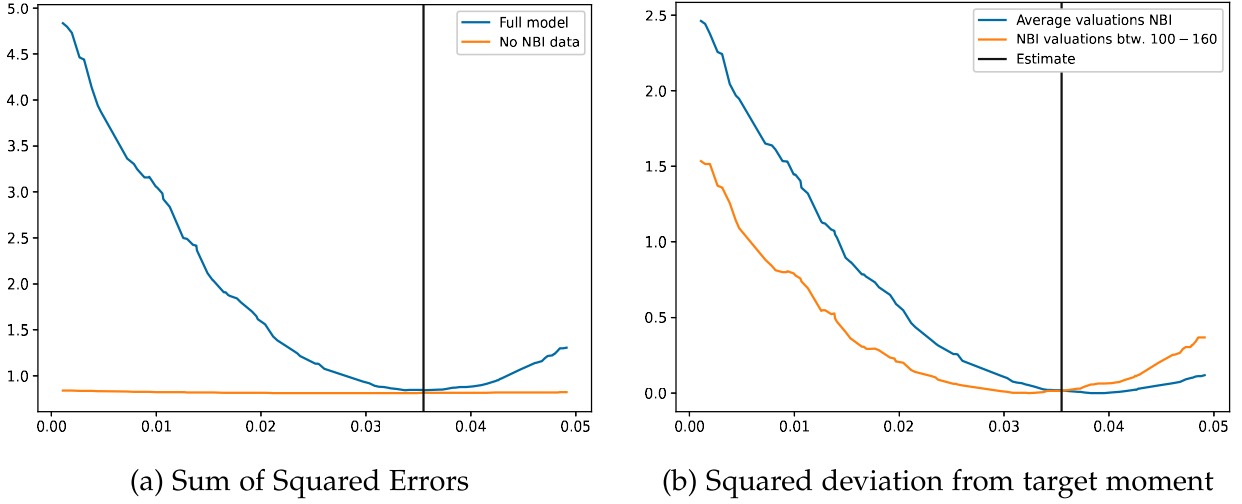 5.0
4.5
4.0
3.5
3.0
2.5
2.0
1.5
1.0
0.00 0.01 0.02 0.03 0.04 0.05
Full model
No NBI data
(a) Sum of Squared Errors
2.5
2.0
1.5
1.0
0.5
0.0
0.00 0.01 0.02 0.03 0.04 0.05
Average valuations NBI
NBI valuations btw. 100 − 160
Estimate
(b) Squared deviation from target moment